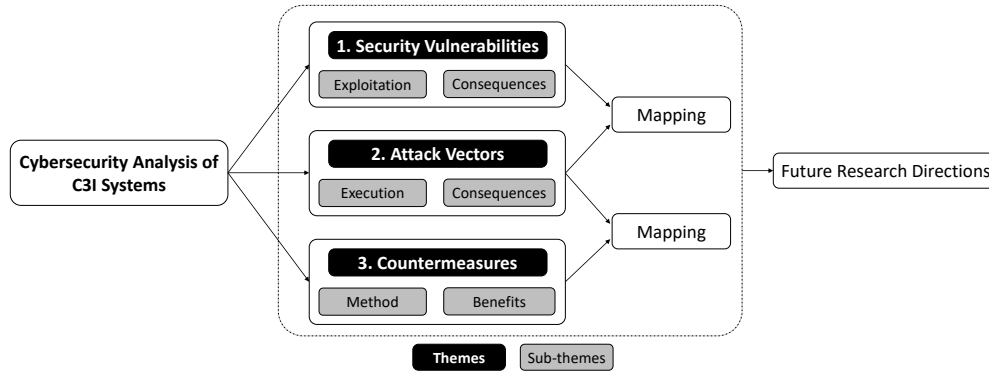 1. Security Vulnerabilities
Exploitation
Consequences
Mapping
Cybersecurity Analysis of
C3I Systems
2. Attack Vectors
Execution
Consequences
Future Research Directions
Mapping
3. Countermeasures
Method
Benefits
Themes
Sub-themes